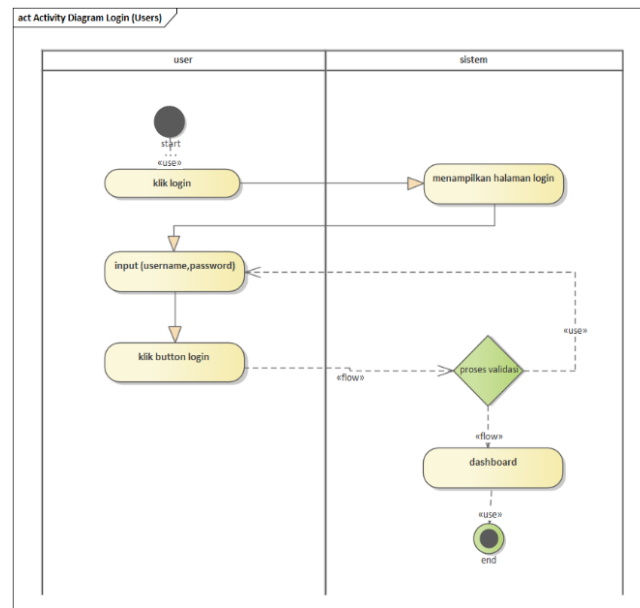 act Activity Diagram Login (Users)
user
sistem
start
«use»
klik login
menampilkan halaman login
input (username,password)
«use»
klik button login
proses validasi
«flow»
«flow»
dashboard
«use»
end